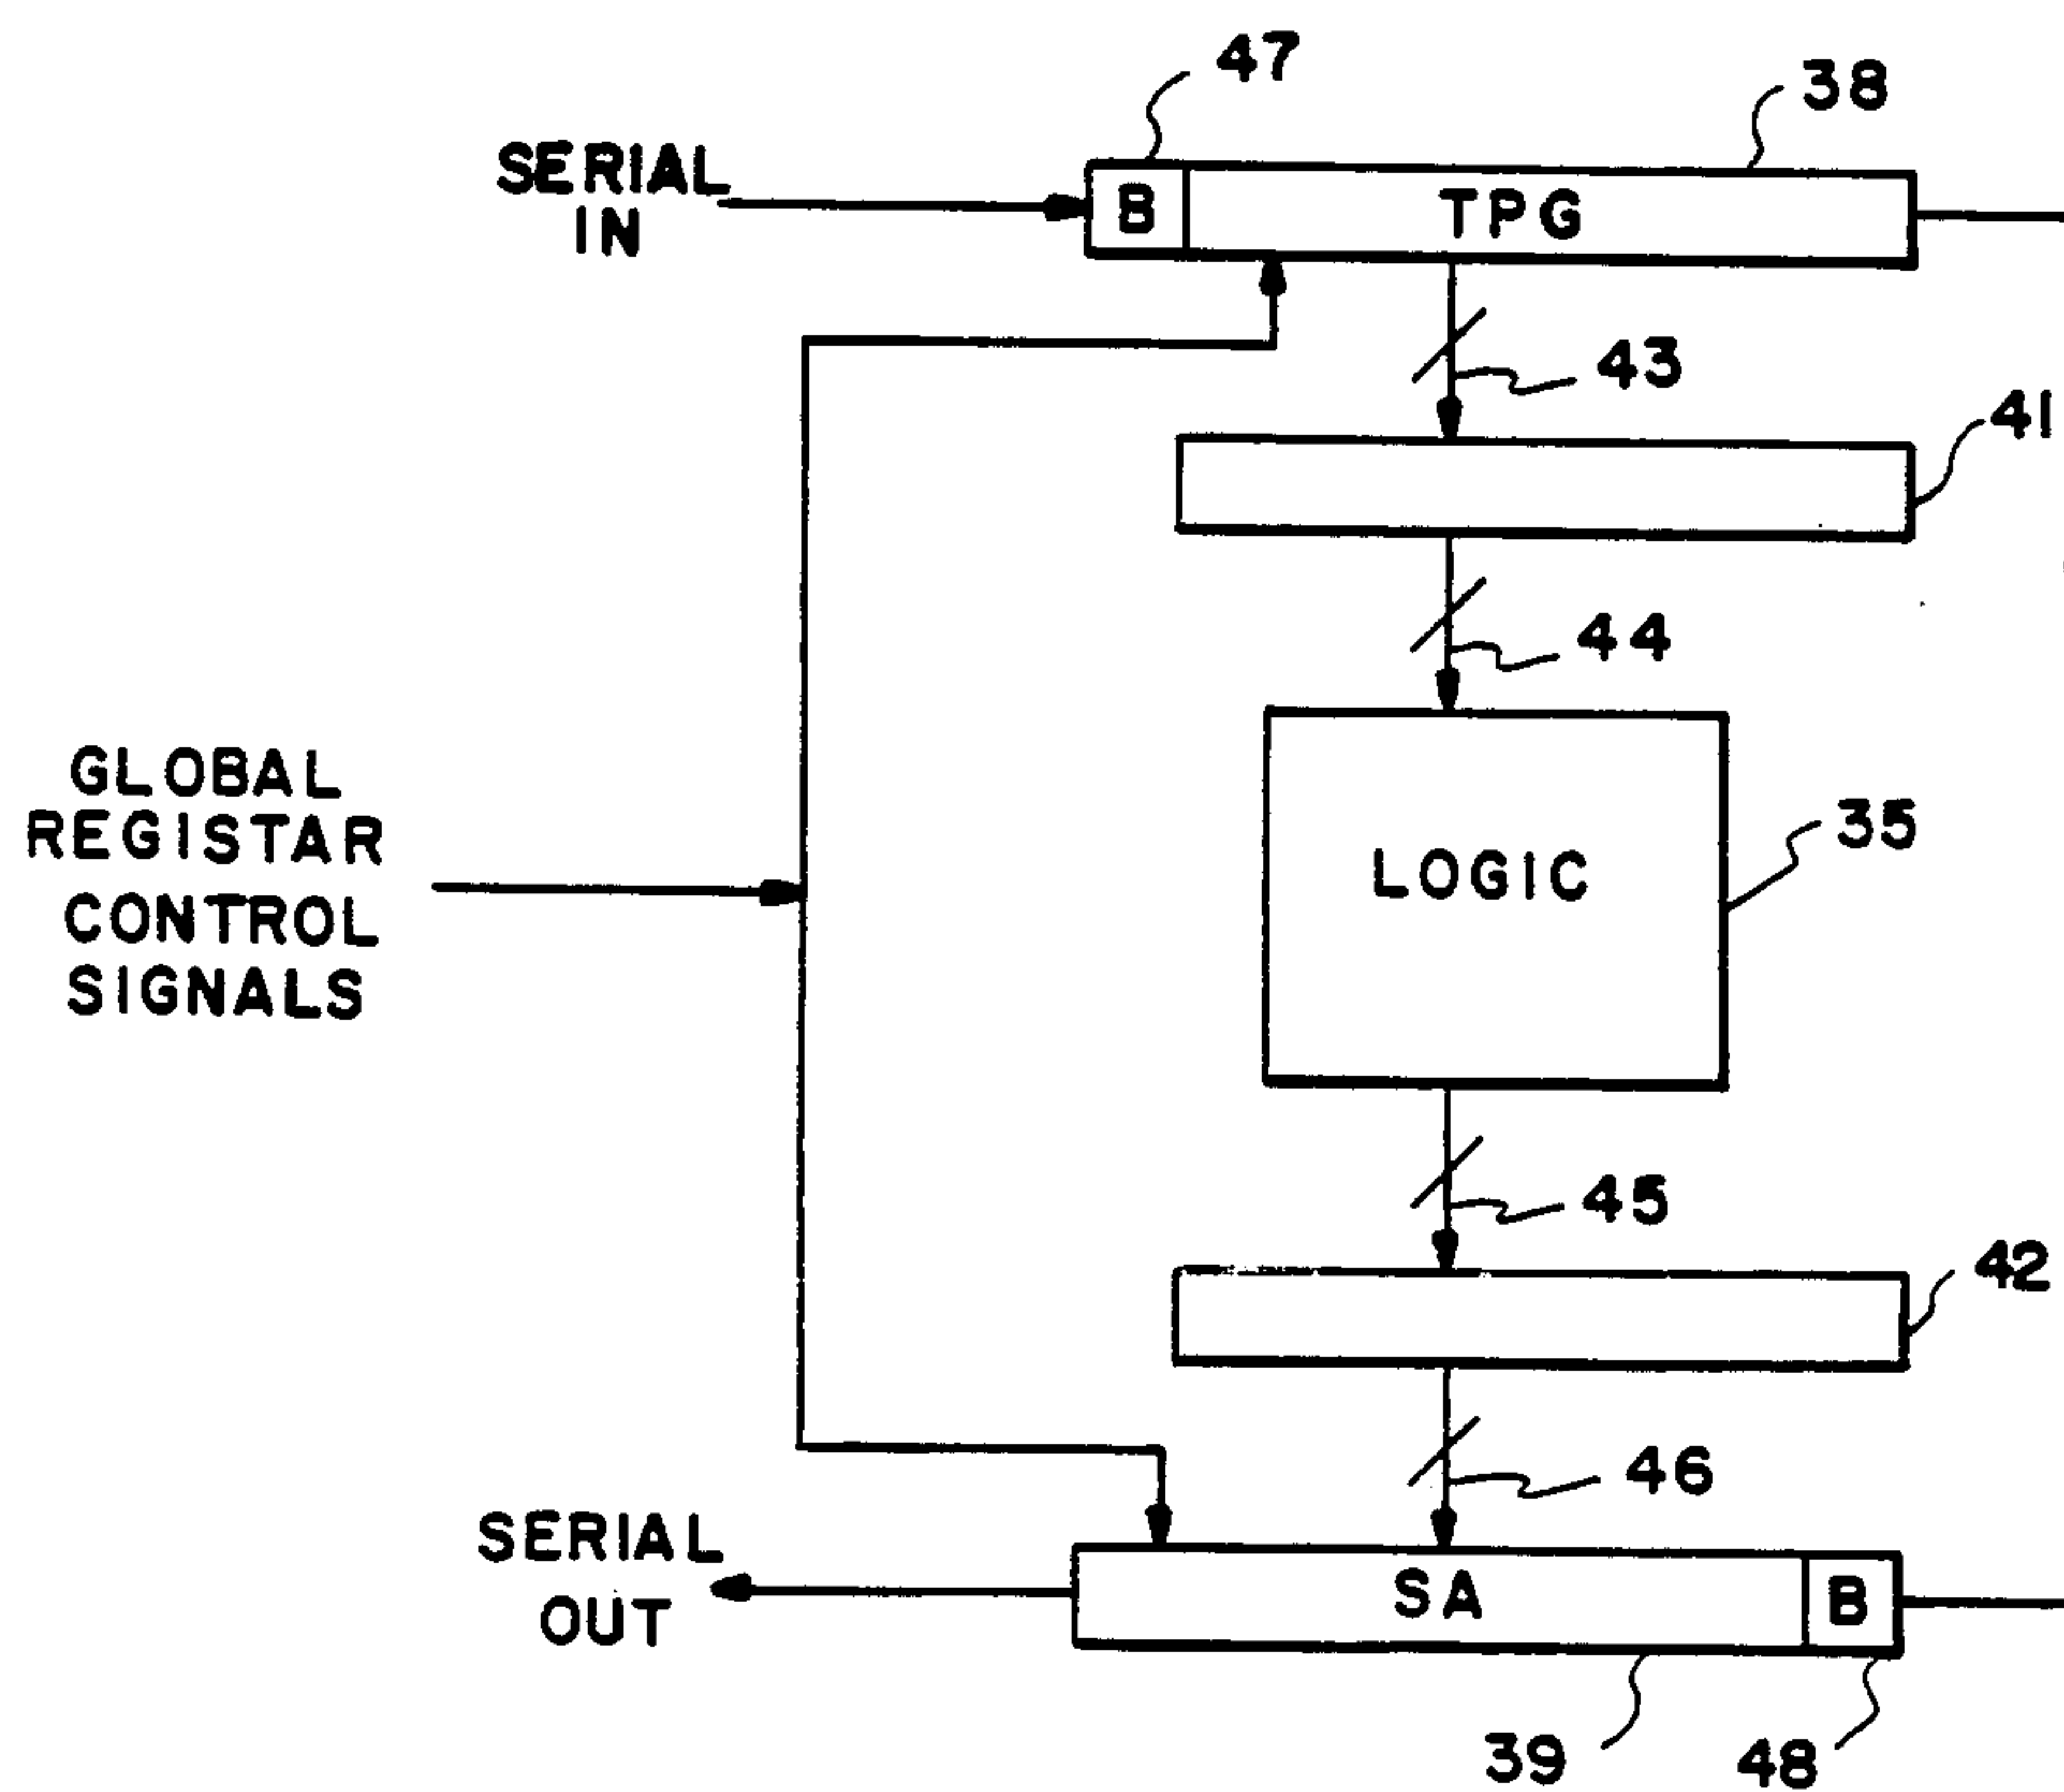 47
38
SERIAL
IN
B
TPG
43
41
44
GLOBAL
REGISTAR
CONTROL
SIGNALS
LOGIC
35
45
42
46
SERIAL
OUT
SA
B
39
48